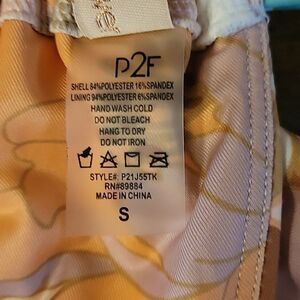 P2F
SHELL 84%POLYESTER 16%SPANDEX
LINING 94%POLYESTER 6%SPANDEX
HAND WASH COLD
DO NOT BLEACH
HANG TO DRY
DO NOT IRON
STYLE#: P21J55TK
RN#89884
MADE IN CHINA
S